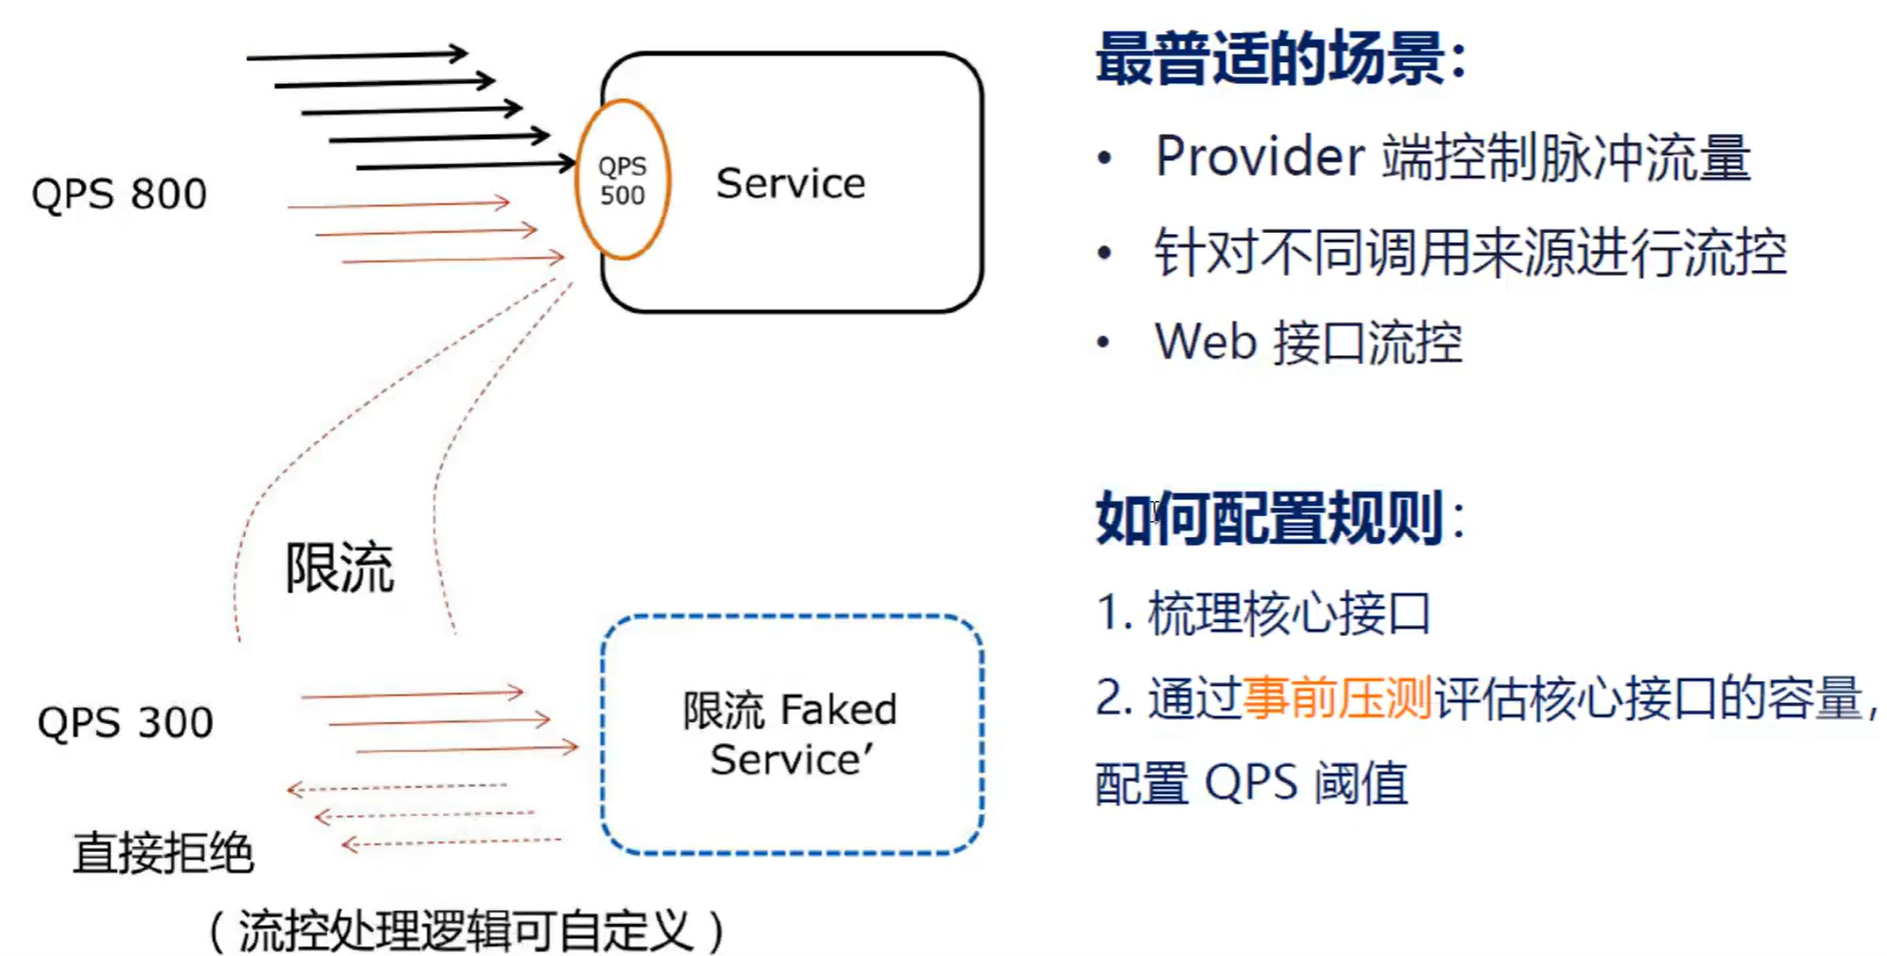 QPS 800
QPS
500
Service
限流
QPS 300
限流 Faked
Service’
直接拒绝
（流控处理逻辑可自定义）
最普适的场景：
• Provider 端控制脉冲流量
• 针对不同调用来源进行流控
• Web 接口流控
如何配置规则：
1. 梳理核心接口
2. 通过事前压测评估核心接口的容量，
配置 QPS 阈值